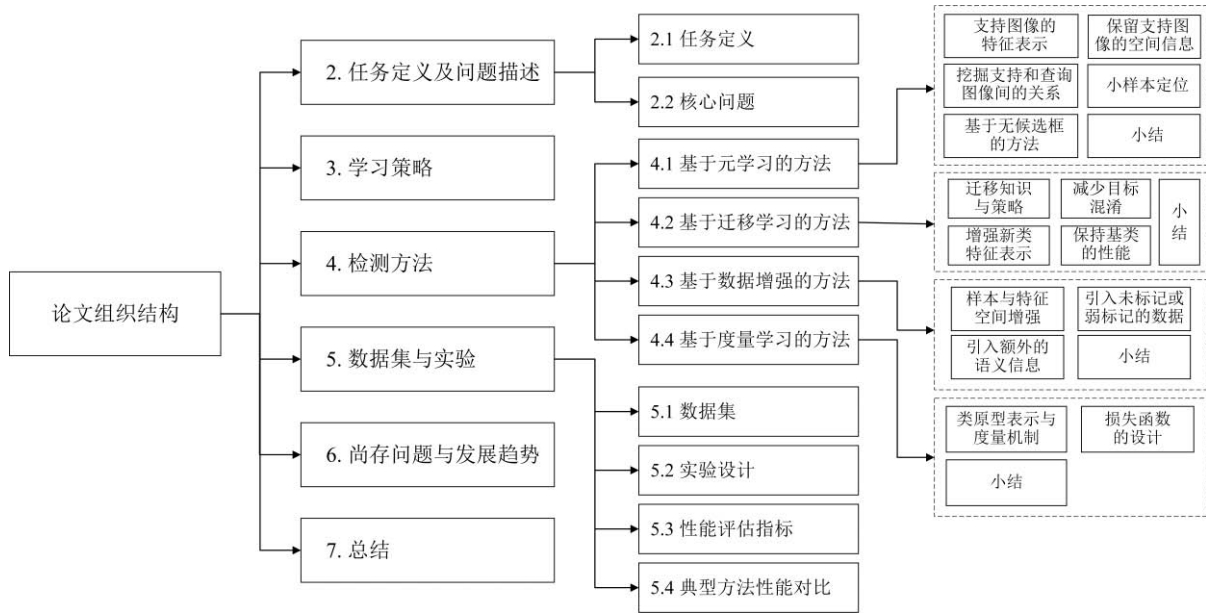 论文组织结构
2. 任务定义及问题描述
3. 学习策略
4. 检测方法
5. 数据集与实验
6. 尚存问题与发展趋势
7. 总结
2.1 任务定义
2.2 核心问题
4.1 基于元学习的方法
4.2 基于迁移学习的方法
4.3 基于数据增强的方法
4.4 基于度量学习的方法
5.1 数据集
5.2 实验设计
5.3 性能评估指标
5.4 典型方法性能对比
支持图像的
特征表示
保留支持图
像的空间信息
挖掘支持和查询
图像间的关系
小样本定位
基于无候选框
的方法
小结
迁移知识
与策略
减少目标
混淆
增强新类
特征表示
保持基类
的性能
小
结
样本与特征
空间增强
引入未标记或
弱标记的数据
引入额外的
语义信息
小结
类原型表示与
度量机制
损失函数
的设计
小结